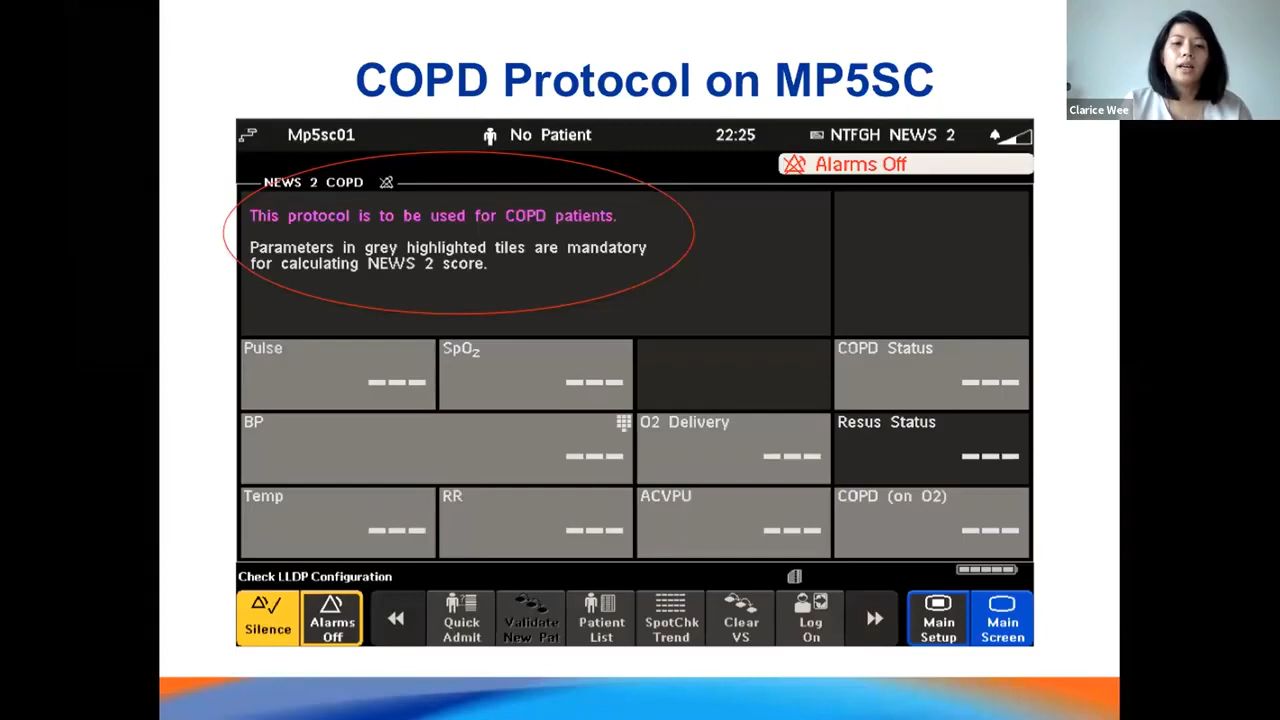 COPD Protocol on MP5SC
Clarice Wee
Mp5sc01 No Patient 22:25 NTFGH NEWS 2
Alarms Off
NEWS 2 COPD
This protocol is to be used for COPD patients.
Parameters in grey highlighted tiles are mandatory
for calculating NEWS 2 score.
Pulse SpO2 COPD Status
--- --- ---
BP O2 Delivery Resus Status
--- --- ---
Temp RR ACVPU COPD (on O2)
--- --- --- ---
Check LLDP Configuration
Silence
Alarms
Off
Quick
Admit
Validate
New Pat
Patient
List
SpotChk
Trend
Clear
VS
Log
On
Main
Setup
Main
Screen